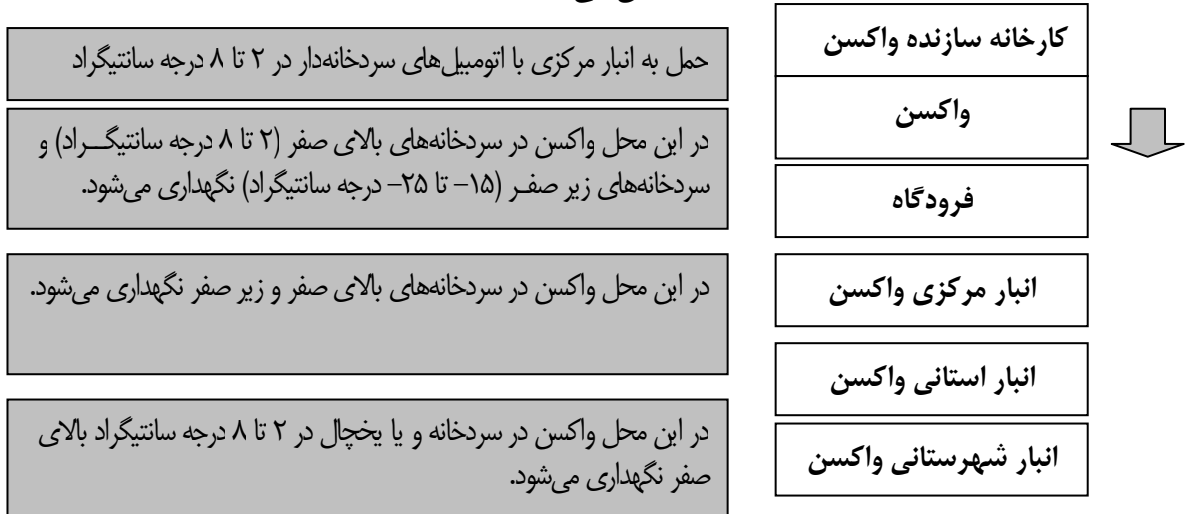 کارخانه سازنده واکسن
حمل به انبار مرکزی با اتومبیل‌های سردخانه‌دار در ۲ تا ۸ درجه سانتیگراد
واکسن
در این محل واکسن در سردخانه‌های بالای صفر (۲ تا ۸ درجه سانتیگـــراد) و
سردخانه‌های زیر صفـر (۱۵– تا ۲۵– درجه سانتیگراد) نگهداری می‌شود.
فرودگاه
انبار مرکزی واکسن
در این محل واکسن در سردخانه‌های بالای صفر و زیر صفر نگهداری می‌شود.
انبار استانی واکسن
انبار شهرستانی واکسن
در این محل واکسن در سردخانه و یا یخچال در ۲ تا ۸ درجه سانتیگراد بالای
صفر نگهداری می‌شود.